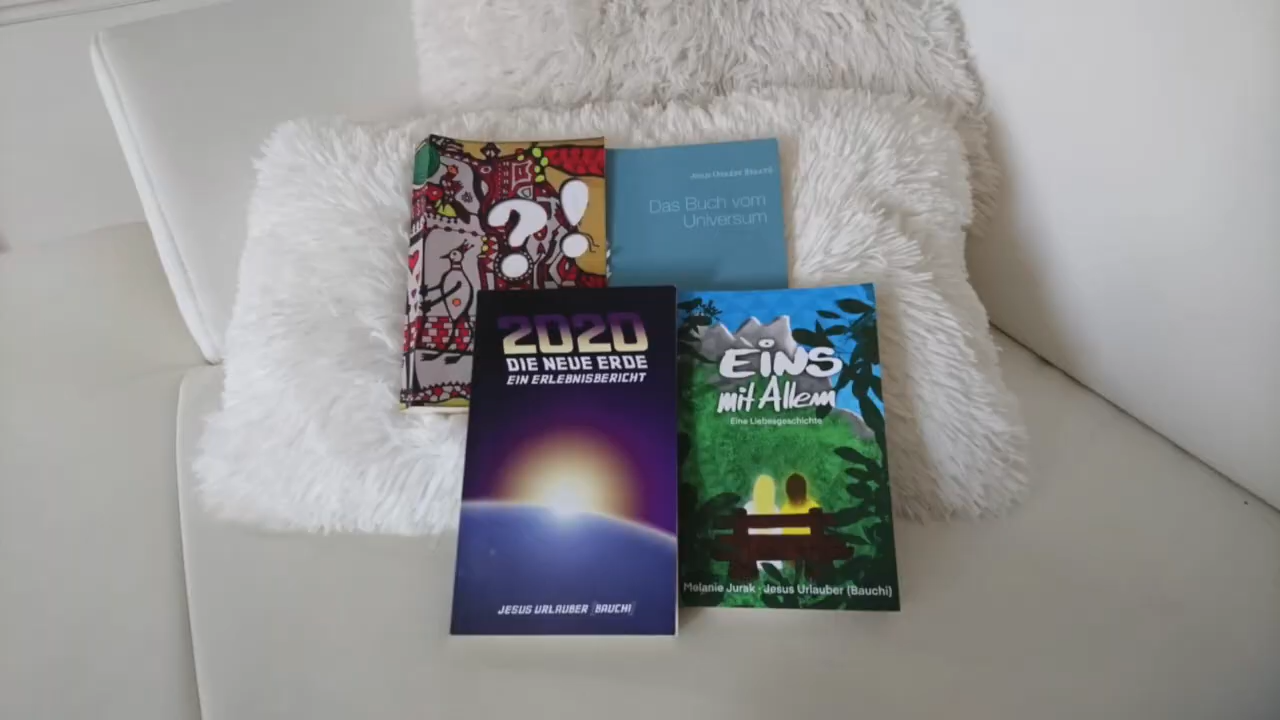 ?!
Jesus Urlauber (Bauchi)
Das Buch vom
Universum
2020
DIE NEUE ERDE
EIN ERLEBNISBERICHT
JESUS URLAUBER (BAUCHI)
EiNS
mit Allem
Eine Liebesgeschichte
Melanie Jurak · Jesus Urlauber (Bauchi)